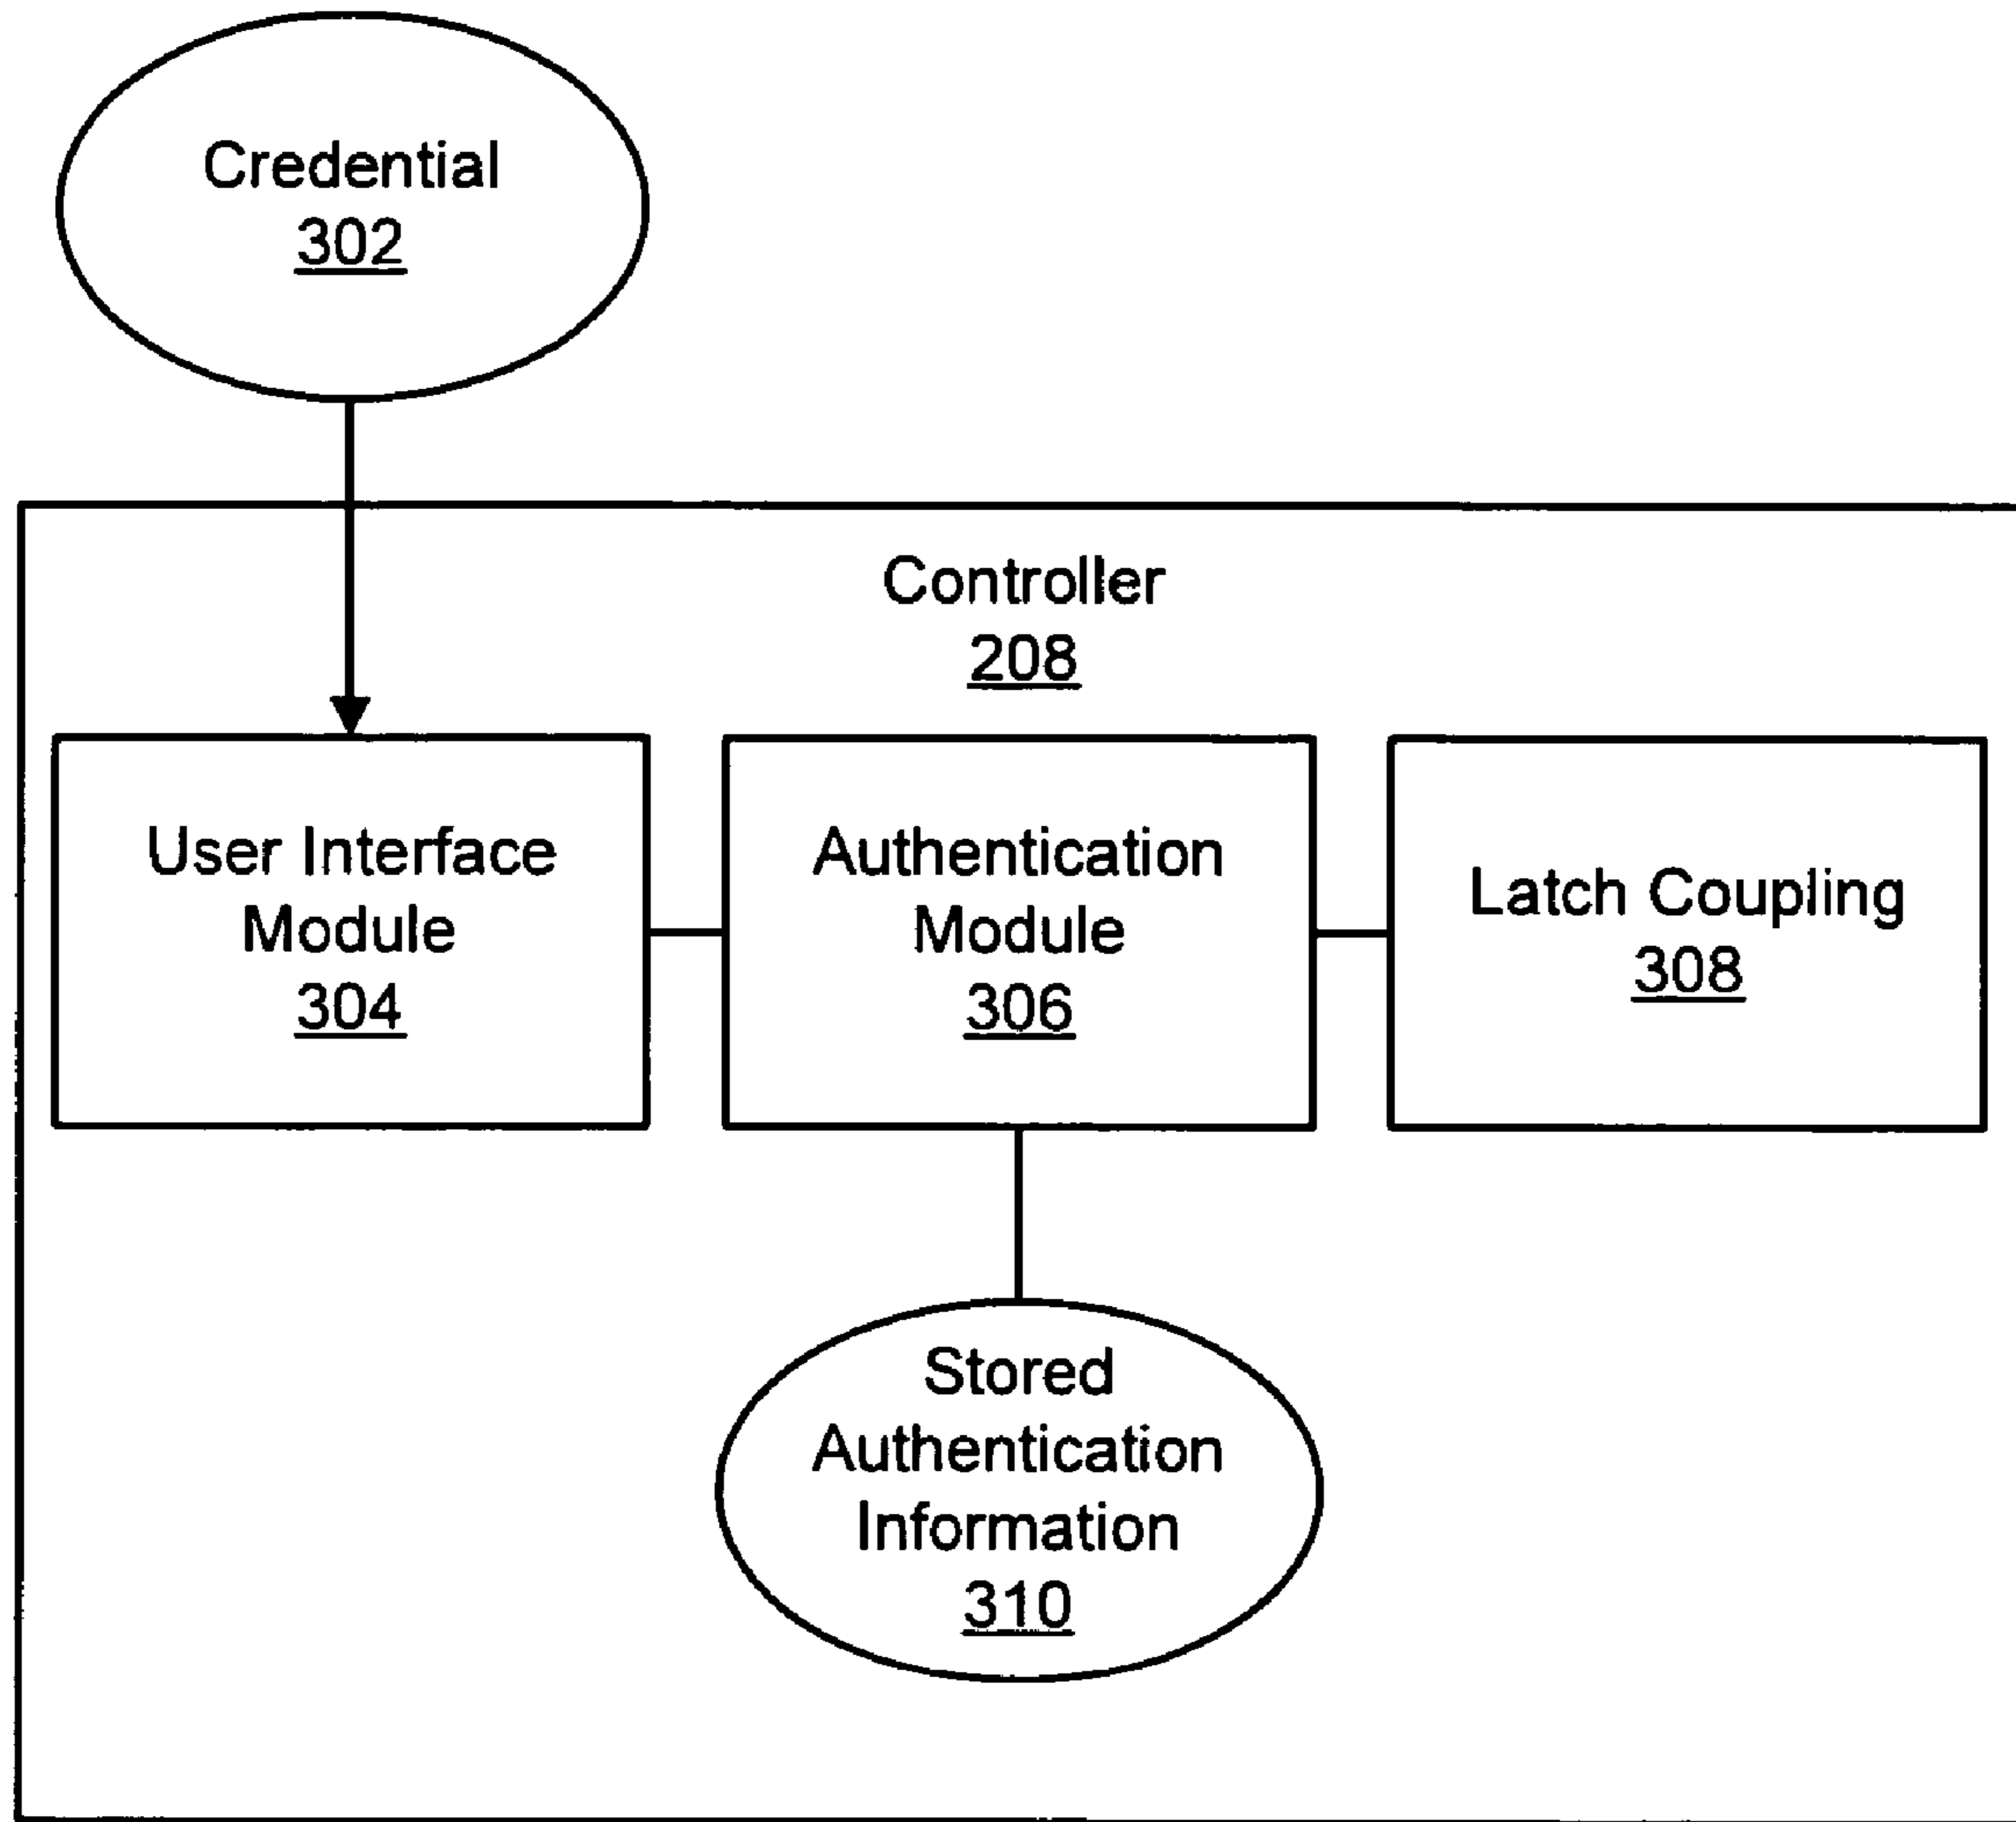 Credential
302
Controller
208
User Interface
Module
304
Authentication
Module
306
Latch Coupling
308
Stored
Authentication
Information
310